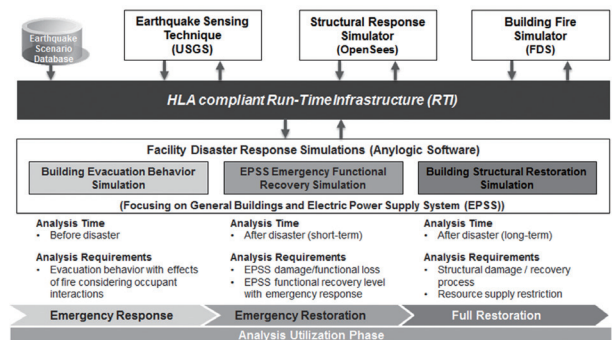 Earthquake
Scenario
Database
Earthquake Sensing
Technique
(USGS)
Structural Response
Simulator
(OpenSees)
Building Fire
Simulator
(FDS)
HLA compliant Run-Time Infrastructure (RTI)
Facility Disaster Response Simulations (Anylogic Software)
Building Evacuation Behavior
Simulation
EPSS Emergency Functional
Recovery Simulation
Building Structural Restoration
Simulation
(Focusing on General Buildings and Electric Power Supply System (EPSS))
Analysis Time
• Before disaster
Analysis Requirements
• Evacuation behavior with effects
of fire considering occupant
interactions
Analysis Time
• After disaster (short-term)
Analysis Requirements
• EPSS damage/functional loss
• EPSS functional recovery level
with emergency response
Analysis Time
• After disaster (long-term)
Analysis Requirements
• Structural damage / recovery
process
• Resource supply restriction
Emergency Response
Emergency Restoration
Full Restoration
Analysis Utilization Phase